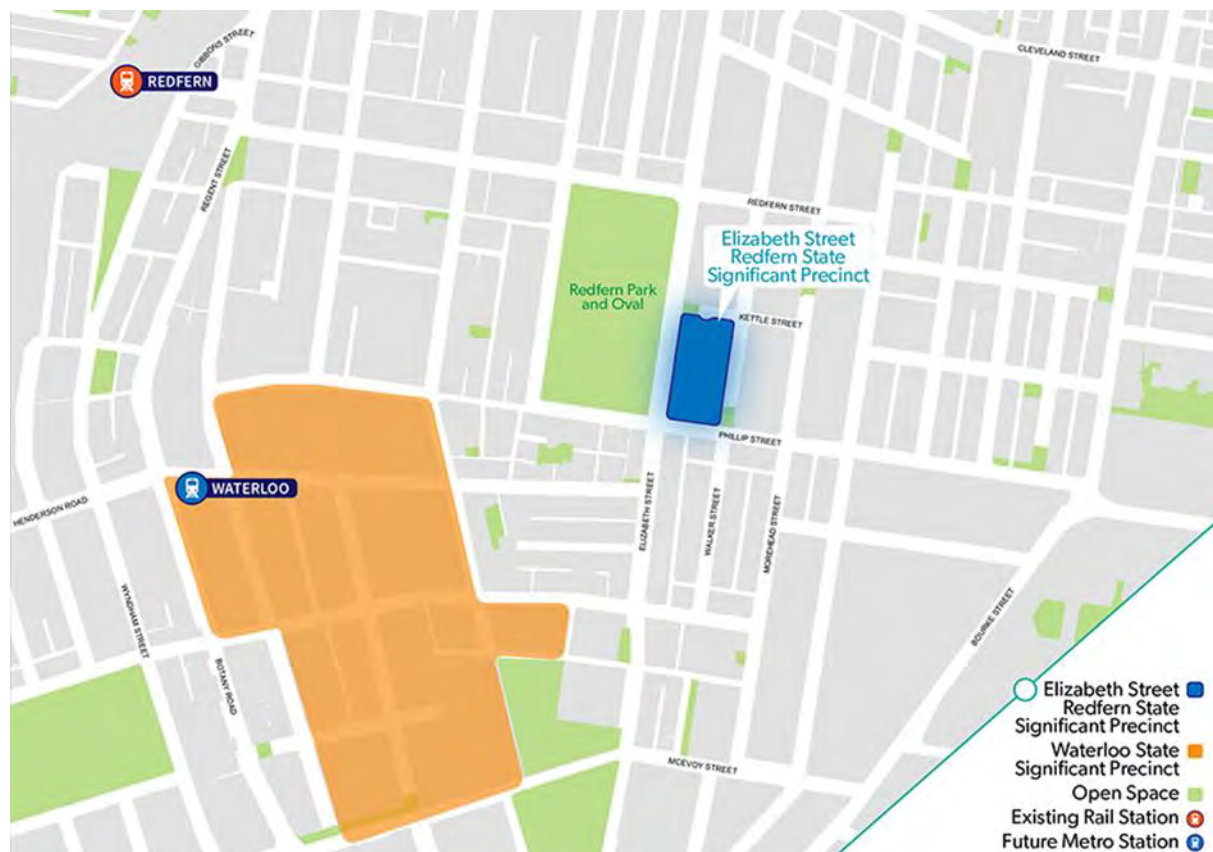 GIBBONS STREET
CLEVELAND STREET
REDFERN
REGENT STREET
REDFERN STREET
Elizabeth Street
Redfern State
Significant Precinct
Redfern Park
and Oval
KETTLE STREET
PHILLIP STREET
WATERLOO
HENDERSON ROAD
ELIZABETH STREET
WALKER STREET
MOREHEAD STREET
WYNDHAM STREET
BOURKE STREET
BOTANY ROAD
MCEVOY STREET
Elizabeth Street
Redfern State
Significant Precinct
Waterloo State
Significant Precinct
Open Space
Existing Rail Station
Future Metro Station